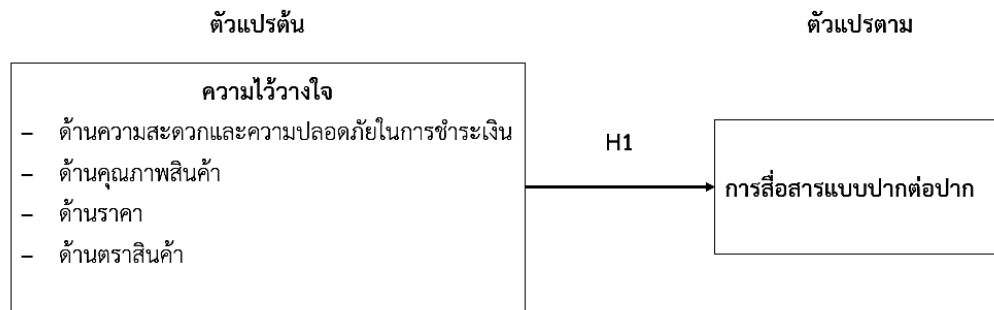 ตัวแปรต้น
ตัวแปรตาม
ความไว้วางใจ
– ด้านความสะดวกและความปลอดภัยในการชำระเงิน
– ด้านคุณภาพสินค้า
– ด้านราคา
– ด้านตราสินค้า
H1
การสื่อสารแบบปากต่อปาก